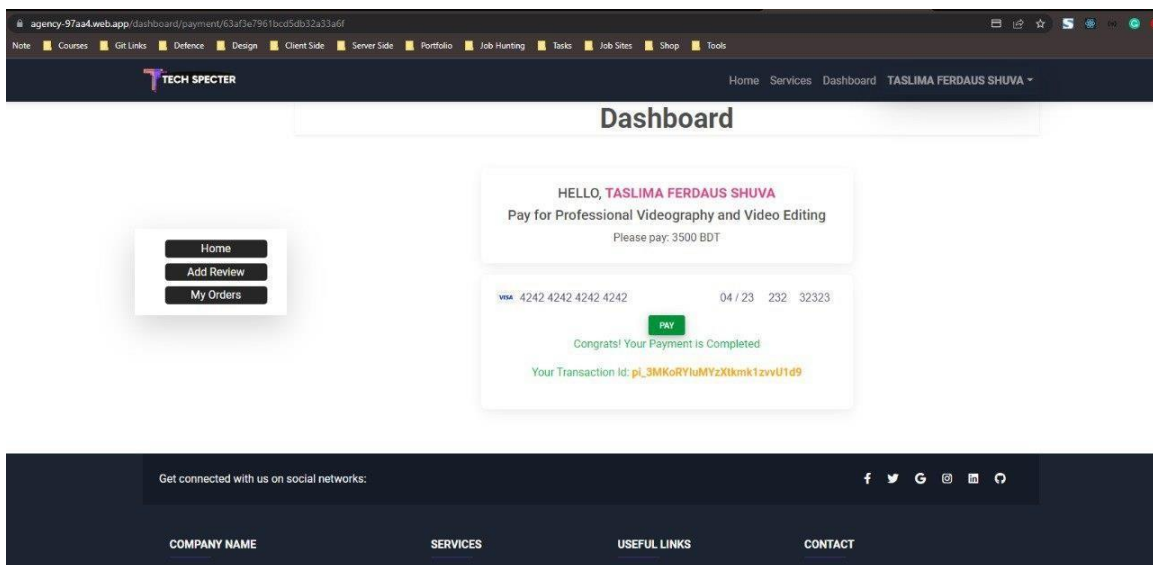 agency-97aa4.web.app/dashboard/payment/63af3e7961bcd5db32a33a6f
Note Courses Git Links Defence Design Client Side Server Side Portfolio Job Hunting Tasks Job Sites Shop Tools
TECH SPECTER Home Services Dashboard TASLIMA FERDAUS SHUVA
Dashboard
HELLO, TASLIMA FERDAUS SHUVA
Pay for Professional Videography and Video Editing
Please pay: 3500 BDT
Home
Add Review
My Orders
VISA 4242 4242 4242 4242 04 / 23 232 32323
PAY
Congrats! Your Payment is Completed
Your Transaction Id: pi_3MKoRYIuMYzXtkmk1zvvU1d9
Get connected with us on social networks:
COMPANY NAME SERVICES USEFUL LINKS CONTACT